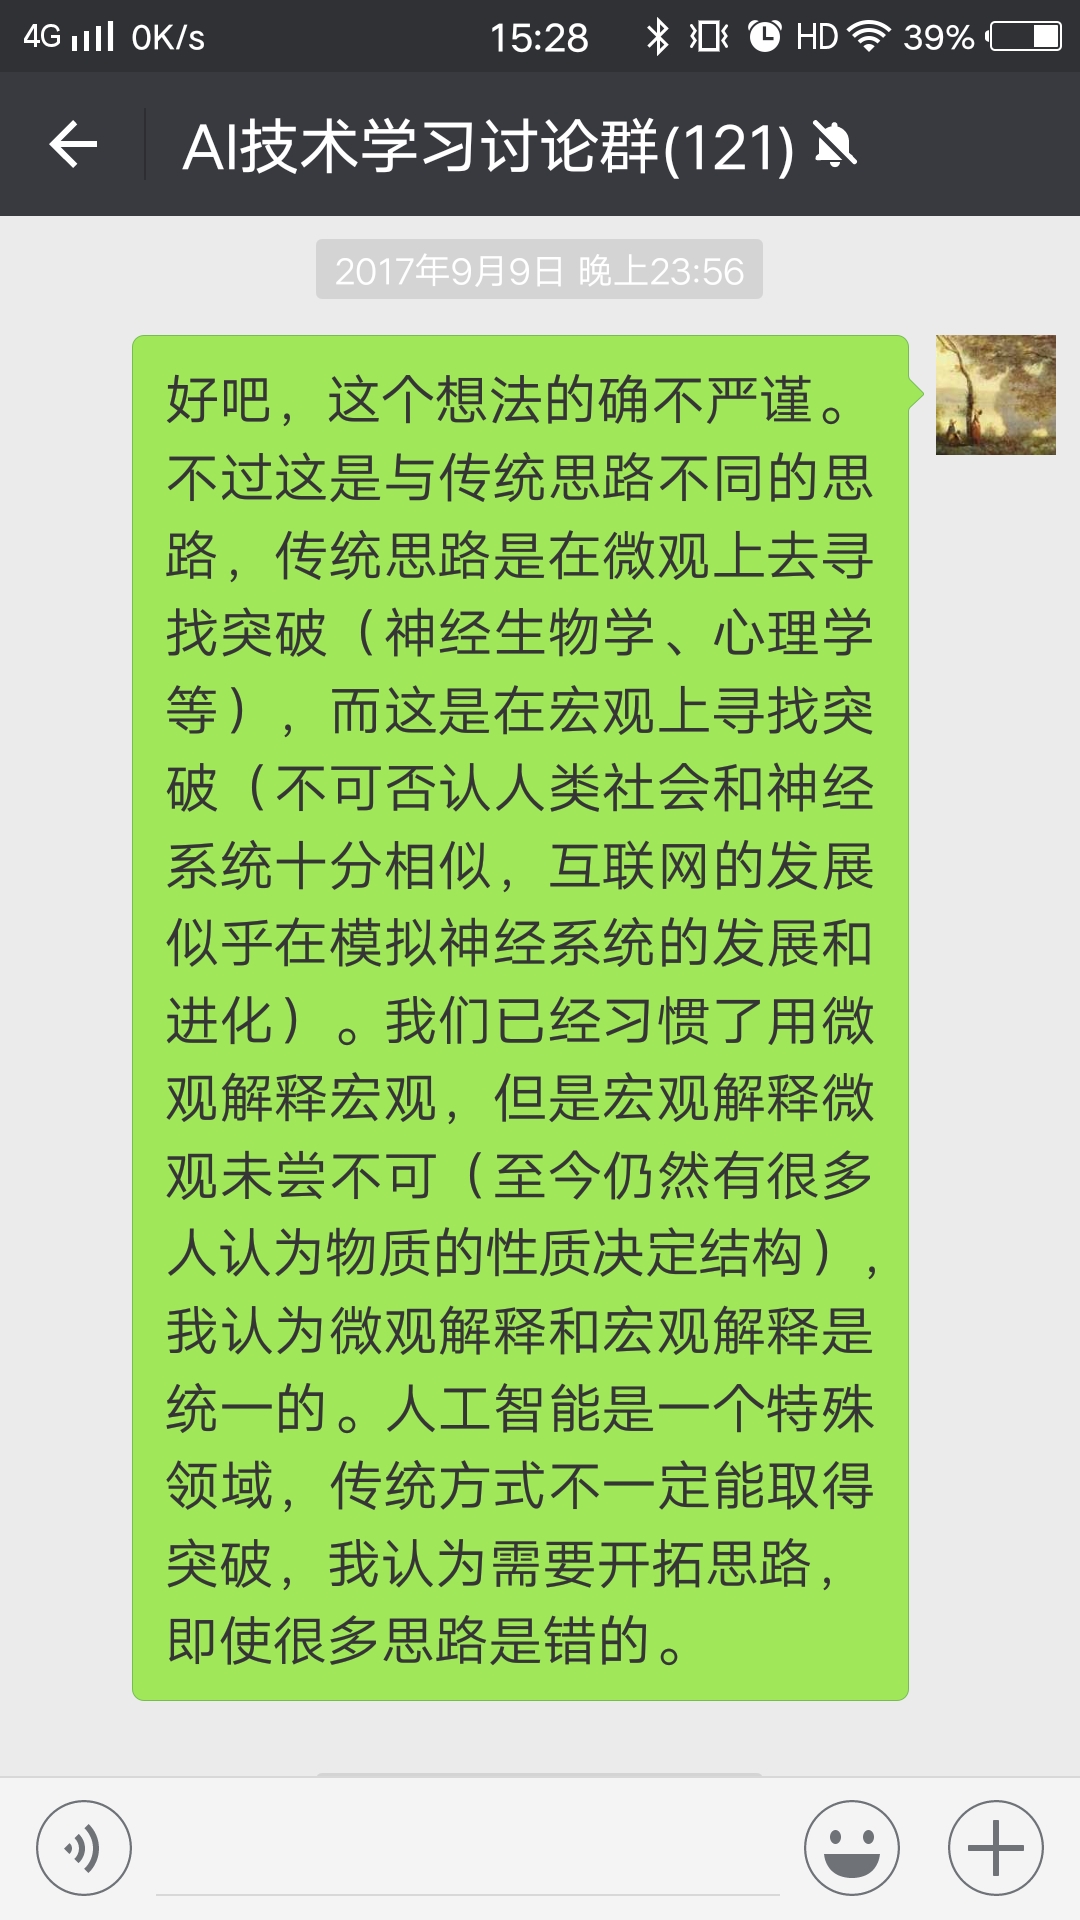 4G 0K/s 15:28 HD 39%
AI技术学习讨论群(121)
2017年9月9日 晚上23:56
好吧，这个想法的确不严谨。
不过这是与传统思路不同的思
路，传统思路是在微观上去寻
找突破（神经生物学、心理学
等），而这是在宏观上寻找突
破（不可否认人类社会和神经
系统十分相似，互联网的发展
似乎在模拟神经系统的发展和
进化）。我们已经习惯了用微
观解释宏观，但是宏观解释微
观未尝不可（至今仍然有很多
人认为物质的性质决定结构），
我认为微观解释和宏观解释是
统一的。人工智能是一个特殊
领域，传统方式不一定能取得
突破，我认为需要开拓思路，
即使很多思路是错的。